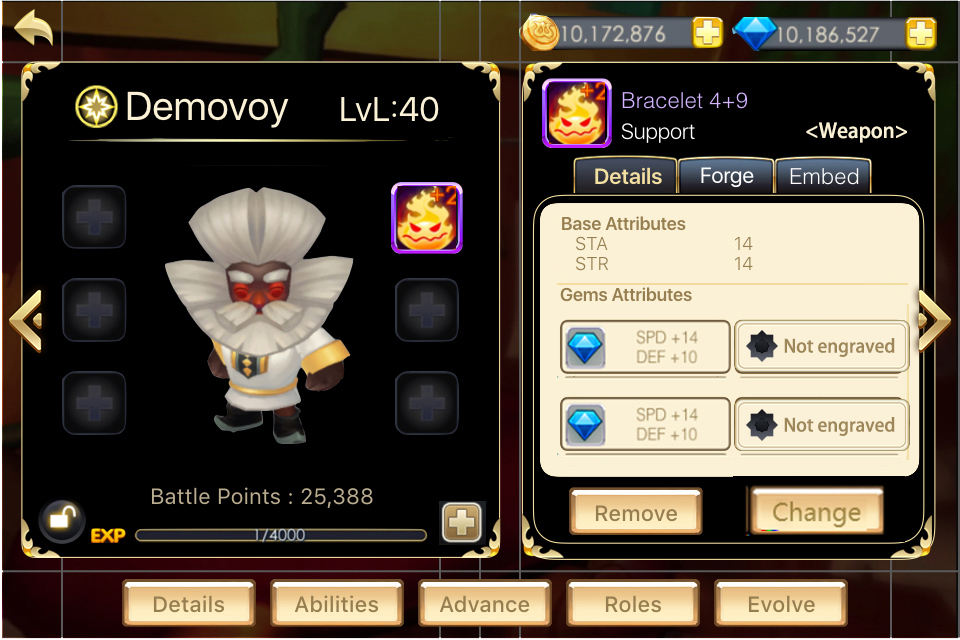 10,172,876
10,186,527
Demovoy LvL:40
+2
Battle Points : 25,388
EXP 1/4000
+2
Bracelet 4+9
Support <Weapon>
Details Forge Embed
Base Attributes
STA 14
STR 14
Gems Attributes
SPD +14
DEF +10
Not engraved
SPD +14
DEF +10
Not engraved
Remove Change
Details Abilities Advance Roles Evolve